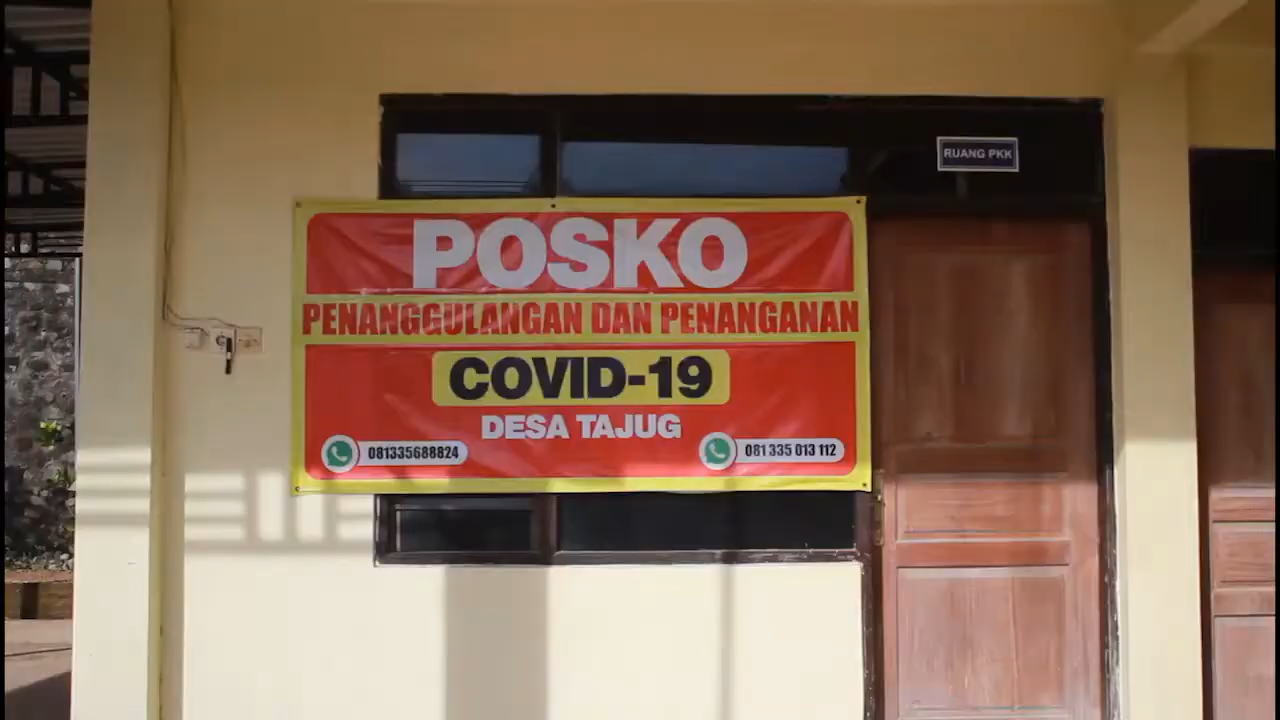 RUANG PKK
POSKO
PENANGGULANGAN DAN PENANGANAN
COVID-19
DESA TAJUG
081335688824
081 335 013 112